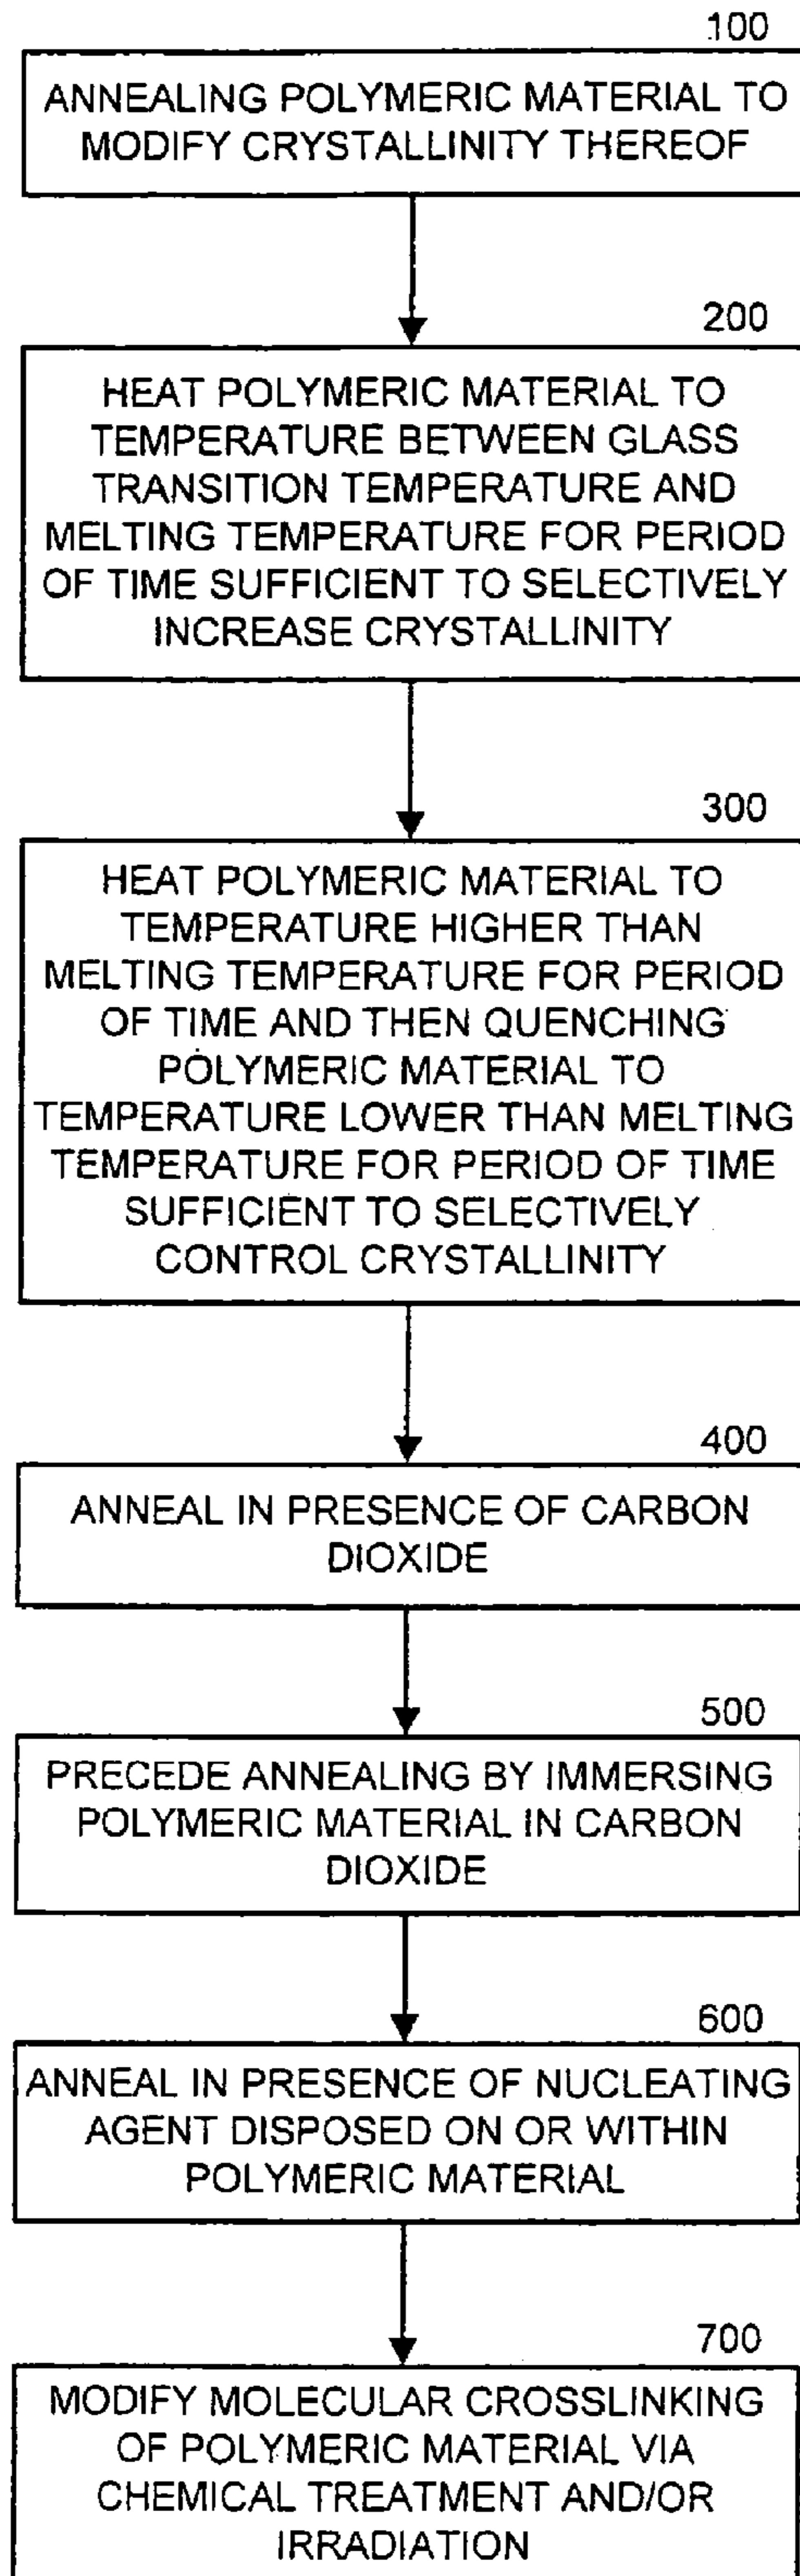 100
ANNEALING POLYMERIC MATERIAL TO
MODIFY CRYSTALLINITY THEREOF
200
HEAT POLYMERIC MATERIAL TO
TEMPERATURE BETWEEN GLASS
TRANSITION TEMPERATURE AND
MELTING TEMPERATURE FOR PERIOD
OF TIME SUFFICIENT TO SELECTIVELY
INCREASE CRYSTALLINITY
300
HEAT POLYMERIC MATERIAL TO
TEMPERATURE HIGHER THAN
MELTING TEMPERATURE FOR PERIOD
OF TIME AND THEN QUENCHING
POLYMERIC MATERIAL TO
TEMPERATURE LOWER THAN MELTING
TEMPERATURE FOR PERIOD OF TIME
SUFFICIENT TO SELECTIVELY
CONTROL CRYSTALLINITY
400
ANNEAL IN PRESENCE OF CARBON
DIOXIDE
500
PRECEDE ANNEALING BY IMMERSING
POLYMERIC MATERIAL IN CARBON
DIOXIDE
600
ANNEAL IN PRESENCE OF NUCLEATING
AGENT DISPOSED ON OR WITHIN
POLYMERIC MATERIAL
700
MODIFY MOLECULAR CROSSLINKING
OF POLYMERIC MATERIAL VIA
CHEMICAL TREATMENT AND/OR
IRRADIATION